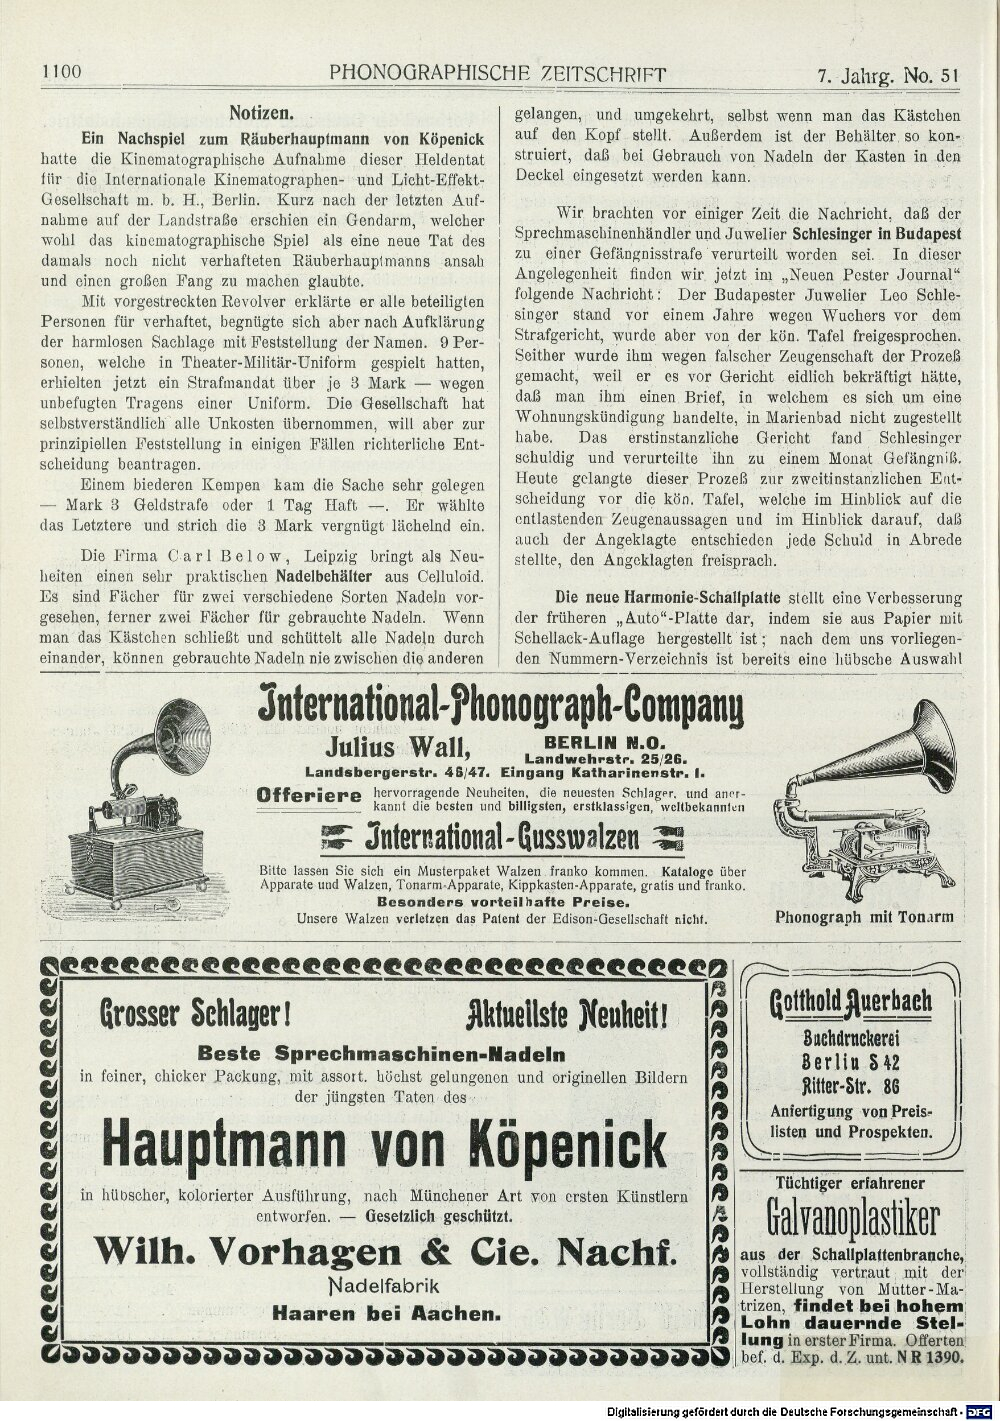 1100
PHONOGRAPHISCHE ZEITSCHRIFT
7. Jahrg. No. 51
Notizen.
Ein Nachspiel zum Räuberhauptmann von Köpenick
hatte die Kinematographische Aufnahme dieser Heldentat
für die Internationale Kinematographen- und Licht-Effekt-
Gesellschaft m. b. H., Berlin. Kurz nach der letzten Auf-
nahme auf der Landstraße erschien ein Gendarm, welcher
wohl das kinematographische Spiel als eine neue Tat des
damals noch nicht verhafteten Räuberhauptmanns ansah
und einen großen Fang zu machen glaubte.
Mit vorgestreckten Revolver erklärte er alle beteiligten
Personen für verhaftet, begnügte sich aber nach Aufklärung
der harmlosen Sachlage mit Feststellung der Namen. 9 Per-
sonen, welche in Theater-Militär-Uniform gespielt hatten,
erhielten jetzt ein Strafmandat über je 3 Mark — wegen
unbefugten Tragens einer Uniform. Die Gesellschaft hat
selbstverständlich alle Unkosten übernommen, will aber zur
prinzipiellen Feststellung in einigen Fällen richterliche Ent-
scheidung beantragen.
Einem biederen Kempen kam die Sache sehr gelegen
— Mark 3 Geldstrafe oder 1 Tag Haft —. Er wählte
das Letztere und strich die 3 Mark vergnügt lächelnd ein.
Die Firma Carl Below, Leipzig bringt als Neu-
heiten einen sehr praktischen Nadelbehälter aus Celluloid.
Es sind Fächer für zwei verschiedene Sorten Nadeln vor-
gesehen, ferner zwei Fächer für gebrauchte Nadeln. Wenn
man das Kästchen schließt und schüttelt alle Nadeln durch
einander, können gebrauchte Nadeln nie zwischen die anderen
gelangen, und umgekehrt, selbst wenn man das Kästchen
auf den Kopf stellt. Außerdem ist der Behälter so kon-
struiert, daß bei Gebrauch von Nadeln der Kasten in den
Deckel eingesetzt werden kann.
Wir brachten vor einiger Zeit die Nachricht, daß der
Sprechmaschinenhändler und Juwelier Schlesinger in Budapest
zu einer Gefängnisstrafe verurteilt worden sei. In dieser
Angelegenheit finden wir jetzt im „Neuen Pester Journal“
folgende Nachricht: Der Budapester Juwelier Leo Schle-
singer stand vor einem Jahre wegen Wuchers vor dem
Strafgericht, wurde aber von der kön. Tafel freigesprochen.
Seither wurde ihm wegen falscher Zeugenschaft der Prozeß
gemacht, weil er es vor Gericht eidlich bekräftigt hätte,
daß man ihm einen Brief, in welchem es sich um eine
Wohnungskündigung handelte, in Marienbad nicht zugestellt
habe. Das erstinstanzliche Gericht fand Schlesinger
schuldig und verurteilte ihn zu einem Monat Gefängniß.
Heute gelangte dieser Prozeß zur zweitinstanzlichen Ent-
scheidung vor die kön. Tafel, welche im Hinblick auf die
entlastenden Zeugenaussagen und im Hinblick darauf, daß
auch der Angeklagte entschieden jede Schuld in Abrede
stellte, den Angeklagten freisprach.
Die neue Harmonie-Schallplatte stellt eine Verbesserung
der früheren „Auto“-Platte dar, indem sie aus Papier mit
Schellack-Auflage hergestellt ist; nach dem uns vorliegen-
den Nummern-Verzeichnis ist bereits eine hübsche Auswahl
International-Phonograph-Company
Julius Wall,
BERLIN N.O.
Landwehrstr. 25/26.
Landsbergerstr. 46/47. Eingang Katharinenstr. 1.
Offeriere hervorragende Neuheiten, die neuesten Schlager, und aner-
kannt die besten und billigsten, erstklassigen, weltbekannten
International-Gusswalzen
Bitte lassen Sie sich ein Musterpaket Walzen franko kommen. Kataloge über
Apparate und Walzen, Tonarm-Apparate, Kippkasten-Apparate, gratis und franko.
Besonders vorteilhafte Preise.
Unsere Walzen verletzen das Patent der Edison-Gesellschaft nicht.
Phonograph mit Tonarm
Grosser Schlager! Aktuellste Neuheit!
Beste Sprechmaschinen-Nadeln
in feiner, chicker Packung, mit assort. höchst gelungenen und originellen Bildern
der jüngsten Taten des
Hauptmann von Köpenick
in hübscher, kolorierter Ausführung, nach Münchener Art von ersten Künstlern
entworfen. — Gesetzlich geschützt.
Wilh. Vorhagen & Cie. Nachf.
Nadelfabrik
Haaren bei Aachen.
Gotthold Auerbach
Buchdruckerei
Berlin S 42
Ritter-Str. 86
Anfertigung von Preis-
listen und Prospekten.
Tüchtiger erfahrener
Galvanoplastiker
aus der Schallplattenbranche,
vollständig vertraut mit der
Herstellung von Mutter-Ma-
trizen, findet bei hohem
Lohn dauernde Stel-
lung in erster Firma. Offerten
bef. d. Exp. d. Z. unt. N R 1390.
Digitalisierung gefördert durch die Deutsche Forschungsgemeinschaft - DFG